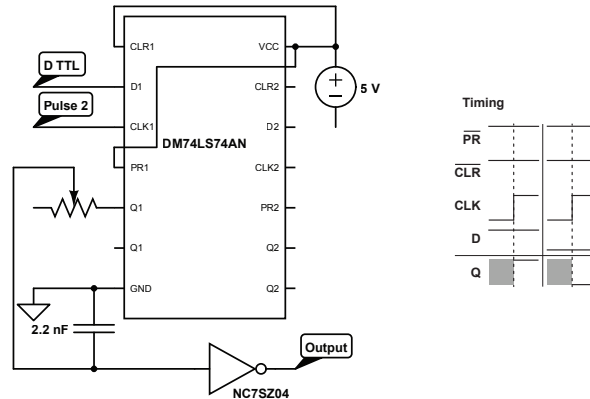 CLR1
VCC
D TTL
D1
CLR2
+
5 V
Pulse 2
CLK1
D2
DM74LS74AN
PR1
CLK2
Q1
PR2
Q1
Q2
GND
Q2
2.2 nF
Output
NC7SZ04
Timing
PR
CLR
CLK
D
Q